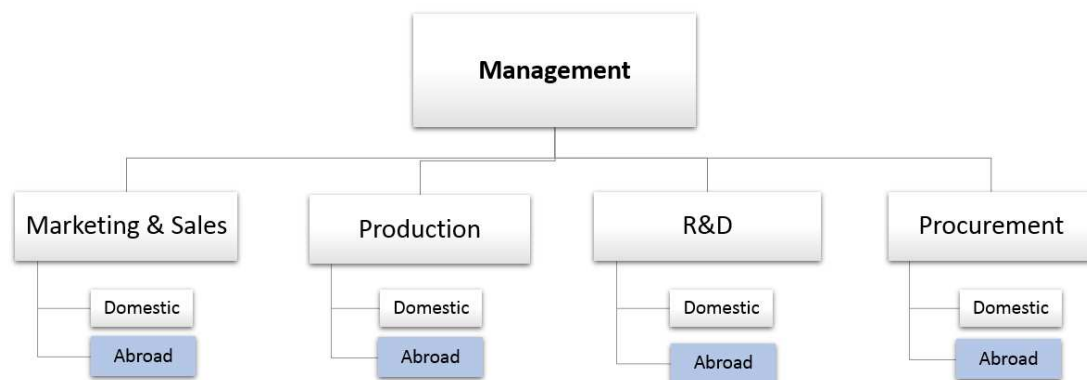 Management
Marketing & Sales
Production
R&D
Procurement
Domestic
Domestic
Domestic
Domestic
Abroad
Abroad
Abroad
Abroad